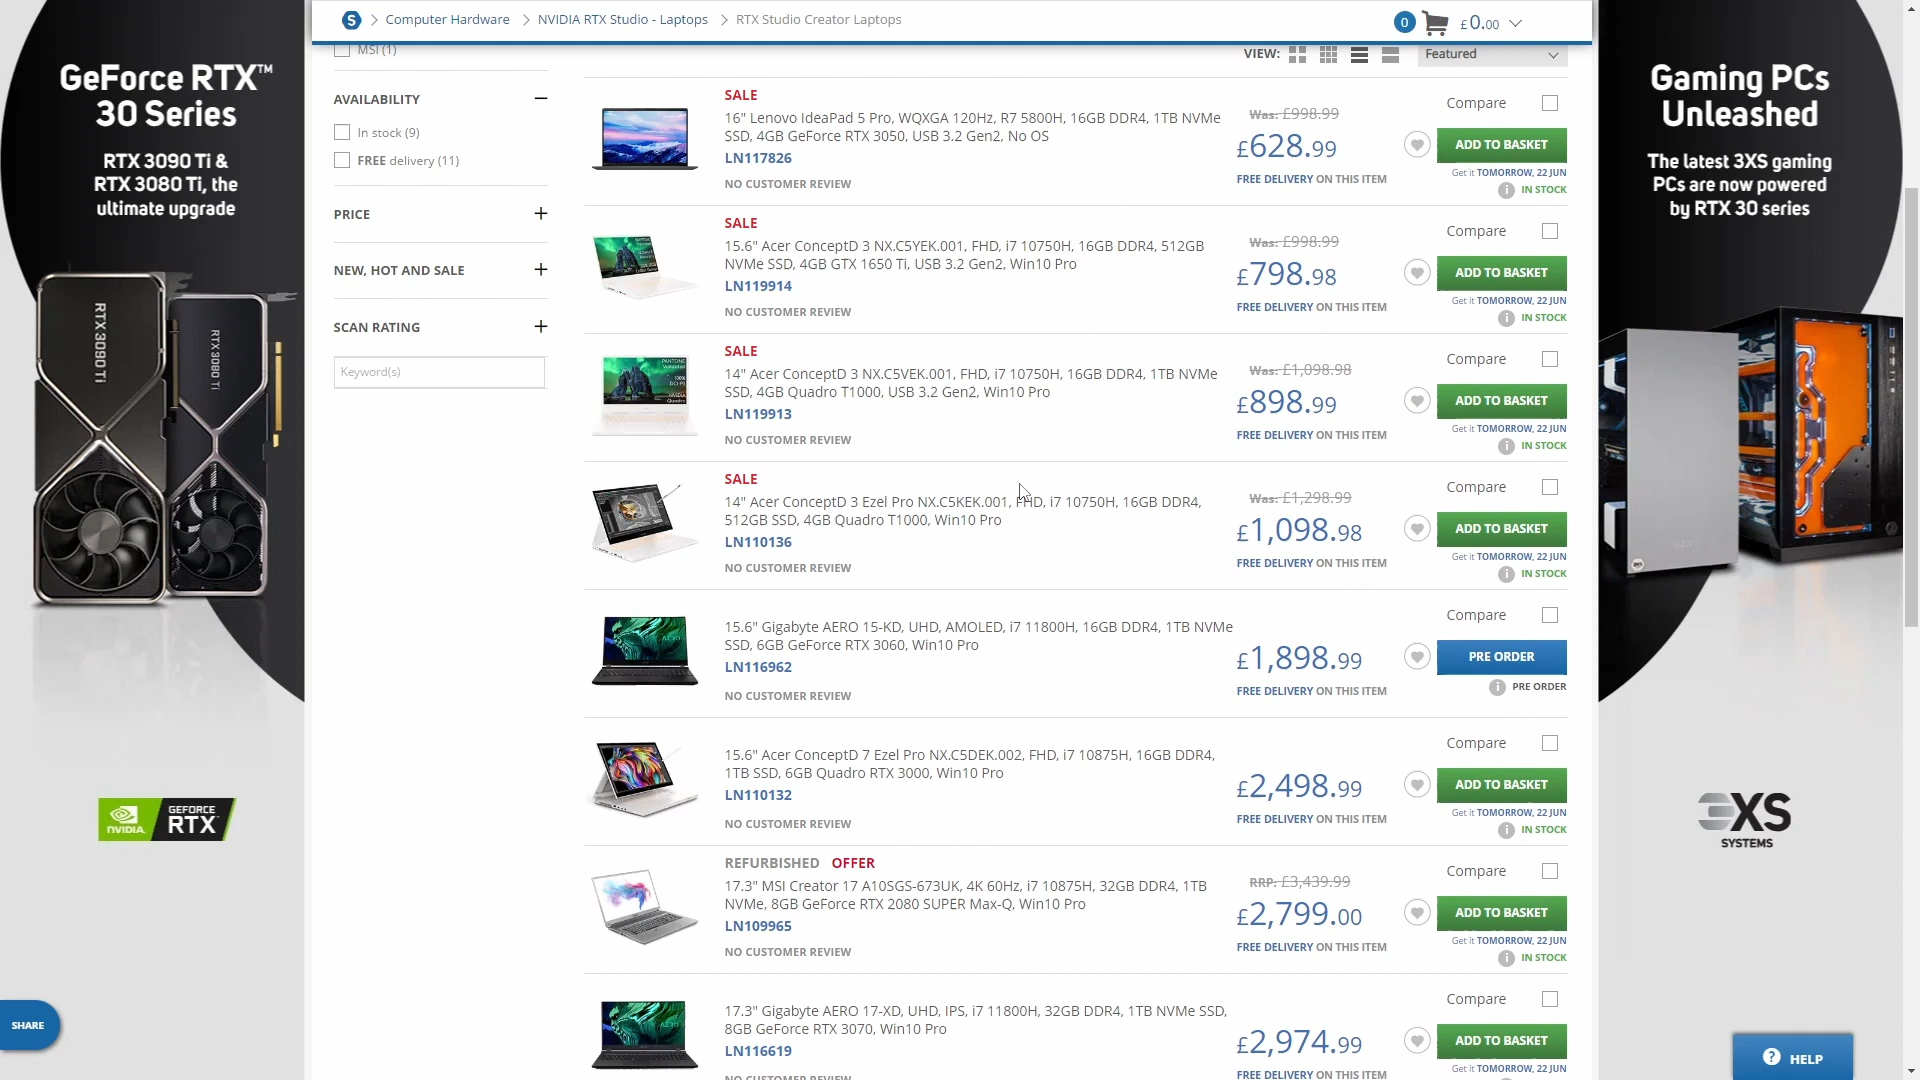 S > Computer Hardware > NVIDIA RTX Studio - Laptops > RTX Studio Creator Laptops
0 £0.00
GeForce RTX™
30 Series
RTX 3090 Ti &
RTX 3080 Ti, the
ultimate upgrade
RTX 3090 Ti
RTX 3080 Ti
NVIDIA.
GEFORCE
RTX
SHARE
MSI (1)
AVAILABILITY
In stock (9)
FREE delivery (11)
PRICE
NEW, HOT AND SALE
SCAN RATING
Keyword(s)
VIEW:
Featured
SALE
16" Lenovo IdeaPad 5 Pro, WQXGA 120Hz, R7 5800H, 16GB DDR4, 1TB NVMe
SSD, 4GB GeForce RTX 3050, USB 3.2 Gen2, No OS
LN117826
NO CUSTOMER REVIEW
Was: £998.99
£628.99
FREE DELIVERY ON THIS ITEM
Compare
ADD TO BASKET
Get it TOMORROW, 22 JUN
IN STOCK
SALE
15.6" Acer ConceptD 3 NX.C5YEK.001, FHD, i7 10750H, 16GB DDR4, 512GB
NVMe SSD, 4GB GTX 1650 Ti, USB 3.2 Gen2, Win10 Pro
LN119914
NO CUSTOMER REVIEW
Was: £998.99
£798.98
FREE DELIVERY ON THIS ITEM
Compare
ADD TO BASKET
Get it TOMORROW, 22 JUN
IN STOCK
SALE
14" Acer ConceptD 3 NX.C5VEK.001, FHD, i7 10750H, 16GB DDR4, 1TB NVMe
SSD, 4GB Quadro T1000, USB 3.2 Gen2, Win10 Pro
LN119913
NO CUSTOMER REVIEW
Was: £1,098.98
£898.99
FREE DELIVERY ON THIS ITEM
Compare
ADD TO BASKET
Get it TOMORROW, 22 JUN
IN STOCK
SALE
14" Acer ConceptD 3 Ezel Pro NX.C5KEK.001, FHD, i7 10750H, 16GB DDR4,
512GB SSD, 4GB Quadro T1000, Win10 Pro
LN110136
NO CUSTOMER REVIEW
Was: £1,298.99
£1,098.98
FREE DELIVERY ON THIS ITEM
Compare
ADD TO BASKET
Get it TOMORROW, 22 JUN
IN STOCK
15.6" Gigabyte AERO 15-KD, UHD, AMOLED, i7 11800H, 16GB DDR4, 1TB NVMe
SSD, 6GB GeForce RTX 3060, Win10 Pro
LN116962
NO CUSTOMER REVIEW
£1,898.99
FREE DELIVERY ON THIS ITEM
Compare
PRE ORDER
PRE ORDER
15.6" Acer ConceptD 7 Ezel Pro NX.C5DEK.002, FHD, i7 10875H, 16GB DDR4,
1TB SSD, 6GB Quadro RTX 3000, Win10 Pro
LN110132
NO CUSTOMER REVIEW
£2,498.99
FREE DELIVERY ON THIS ITEM
Compare
ADD TO BASKET
Get it TOMORROW, 22 JUN
IN STOCK
REFURBISHED OFFER
17.3" MSI Creator 17 A10SGS-673UK, 4K 60Hz, i7 10875H, 32GB DDR4, 1TB
NVMe, 8GB GeForce RTX 2080 SUPER Max-Q, Win10 Pro
LN109965
NO CUSTOMER REVIEW
RRP: £3,439.99
£2,799.00
FREE DELIVERY ON THIS ITEM
Compare
ADD TO BASKET
Get it TOMORROW, 22 JUN
IN STOCK
17.3" Gigabyte AERO 17-XD, UHD, IPS, i7 11800H, 32GB DDR4, 1TB NVMe SSD,
8GB GeForce RTX 3070, Win10 Pro
LN116619
NO CUSTOMER REVIEW
£2,974.99
FREE DELIVERY ON THIS ITEM
Compare
ADD TO BASKET
Get it TOMORROW, 22 JUN
Gaming PCs
Unleashed
The latest 3XS gaming
PCs are now powered
by RTX 30 series
3XS
SYSTEMS
? HELP